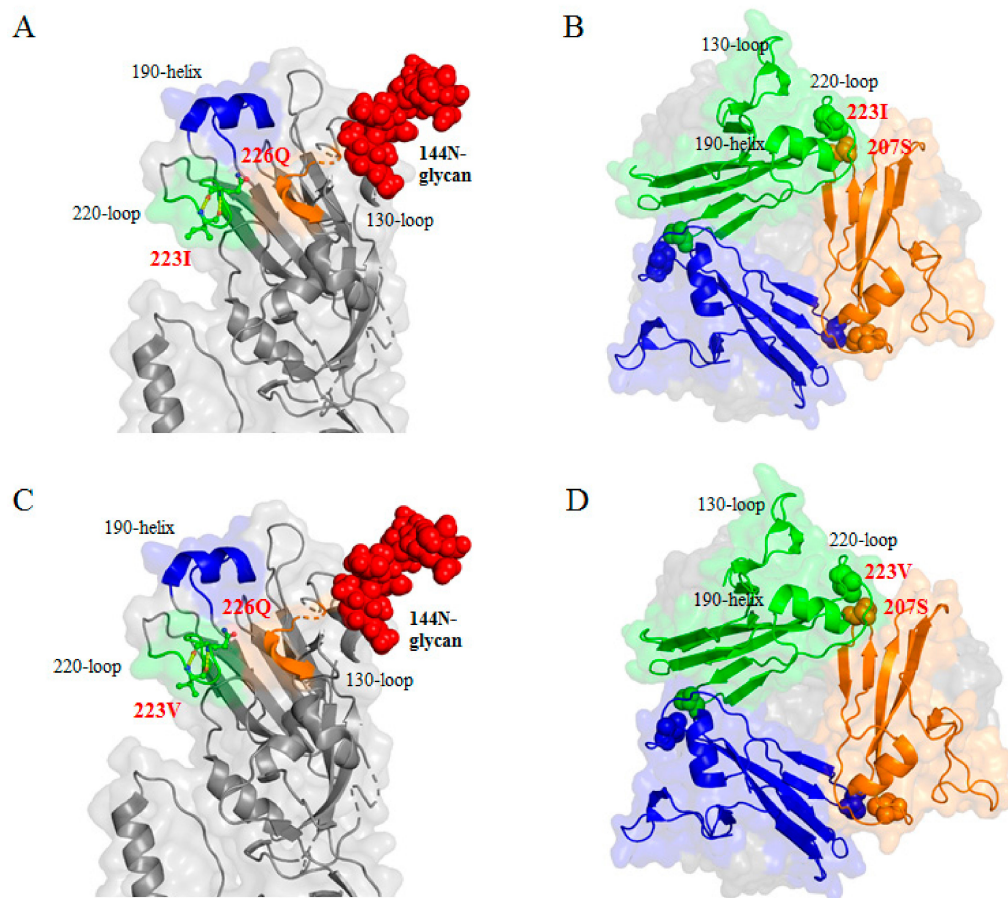 A
190-helix
226Q
144N-
glycan
220-loop
130-loop
223I
B
130-loop
220-loop
223I
190-helix
207S
C
190-helix
226Q
144N-
glycan
220-loop
130-loop
223V
D
130-loop
220-loop
223V
190-helix
207S